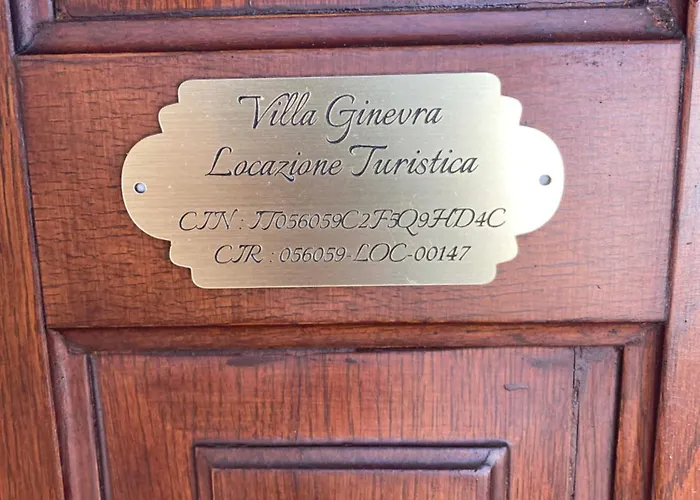 Villa Ginevra
Locazione Turistica
CIN : IT056059C2F5Q9HD4C
CIR : 056059-LOC-00147